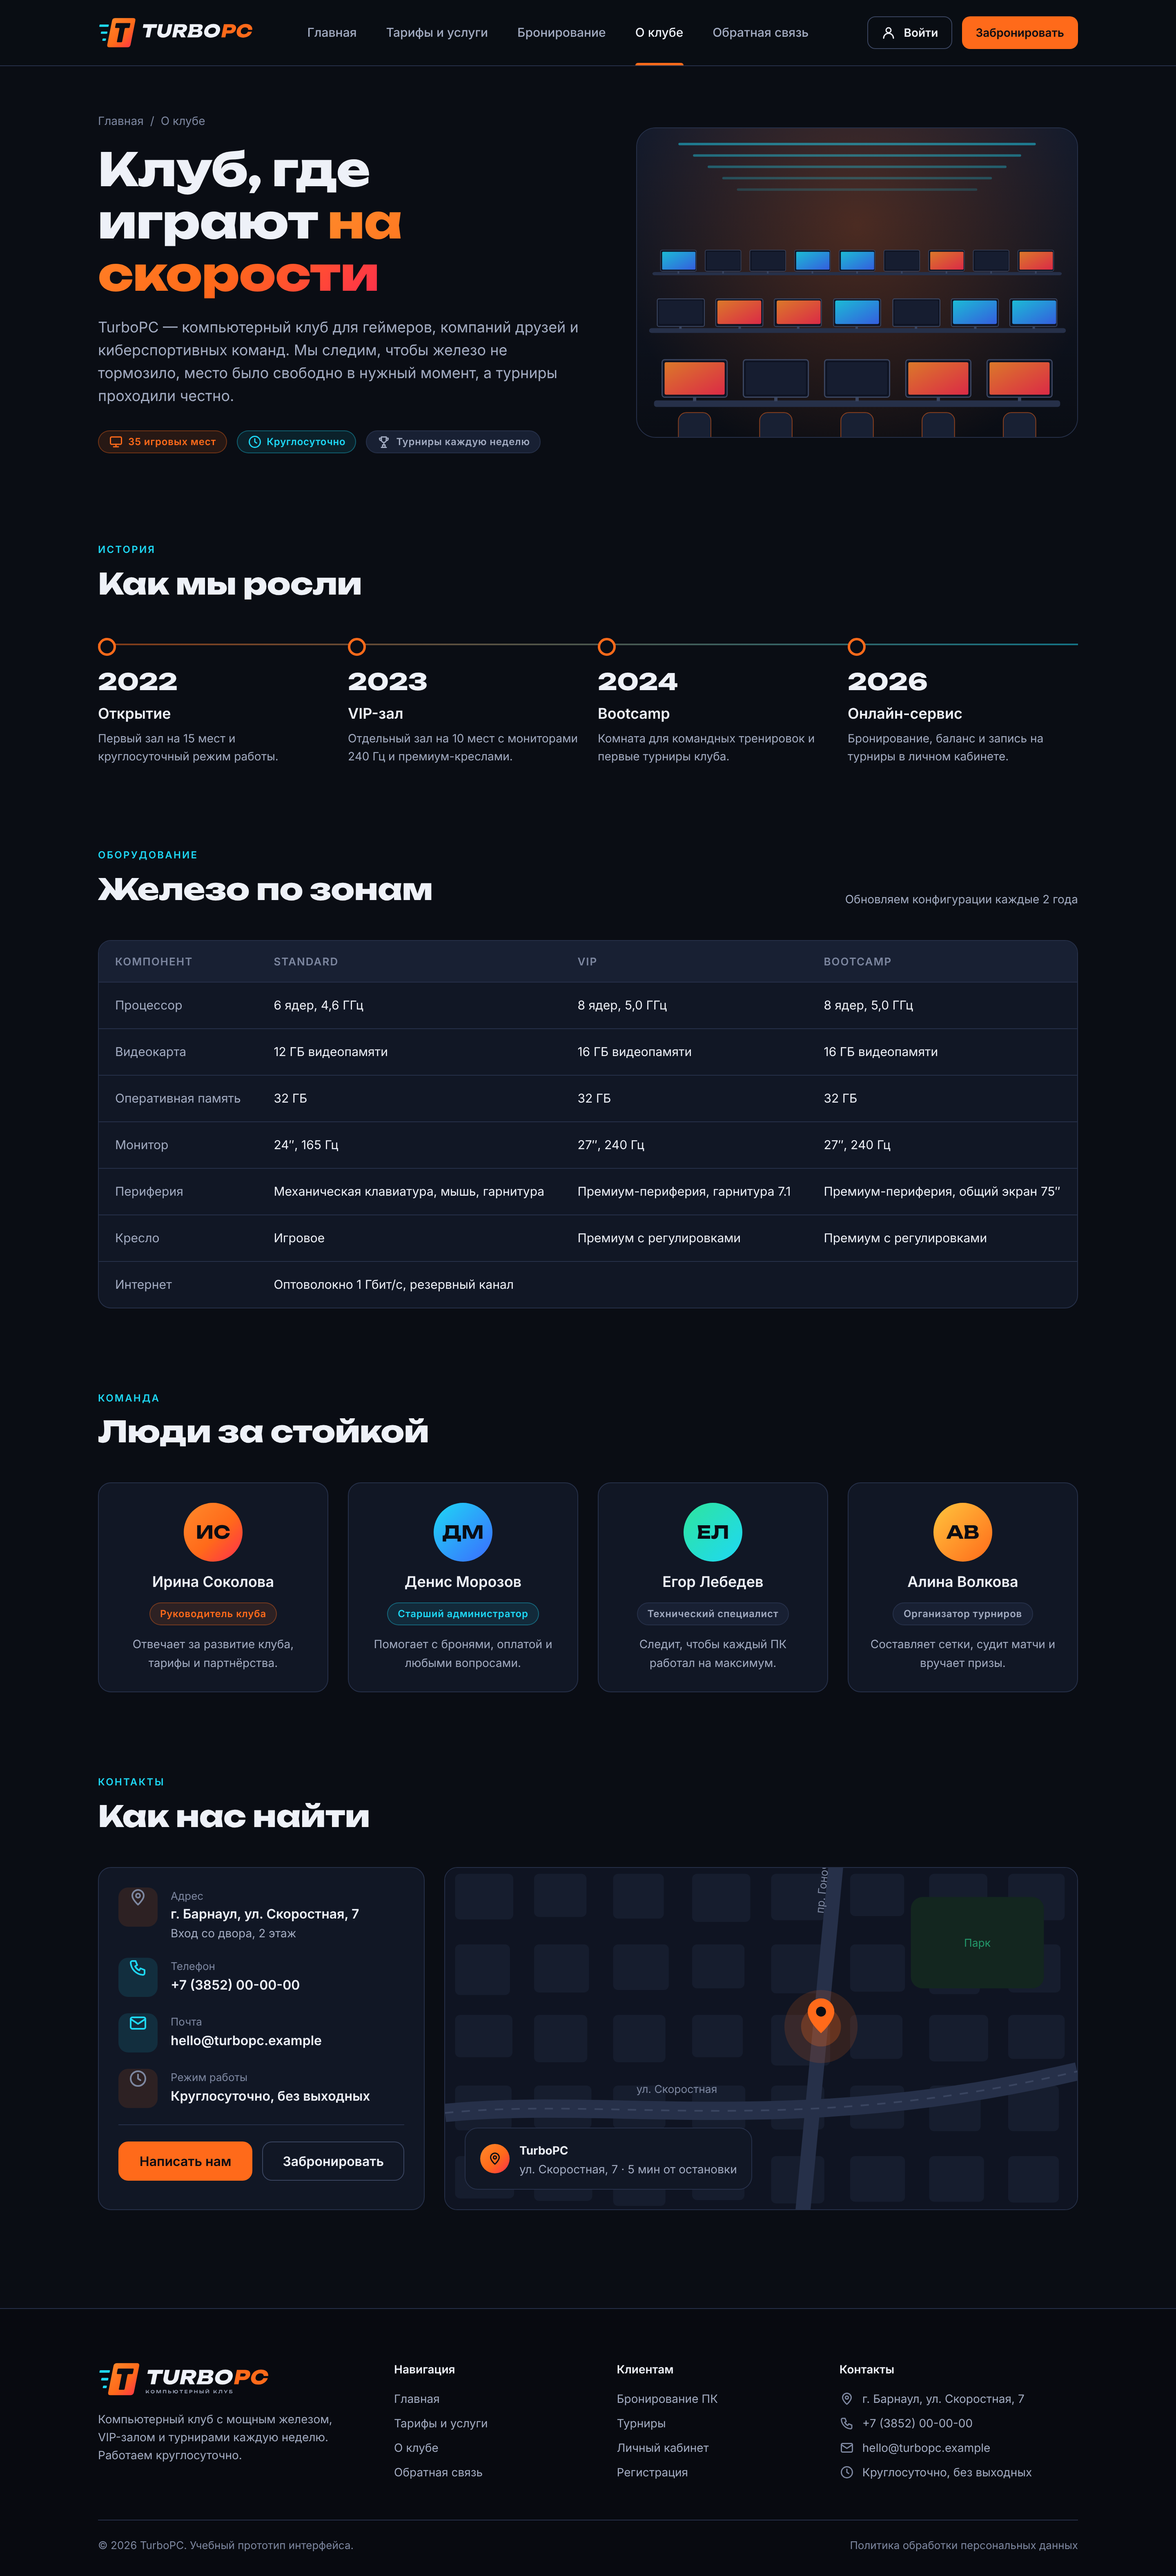 TURBOPC
Главная
Тарифы и услуги
Бронирование
О клубе
Обратная связь
Войти
Забронировать
Главная / О клубе
Клуб, где
играют на
скорости
TurboPC — компьютерный клуб для геймеров, компаний друзей и
киберспортивных команд. Мы следим, чтобы железо не
тормозило, место было свободно в нужный момент, а турниры
проходили честно.
35 игровых мест
Круглосуточно
Турниры каждую неделю
ИСТОРИЯ
Как мы росли
2022
Открытие
Первый зал на 15 мест и
круглосуточный режим работы.
2023
VIP-зал
Отдельный зал на 10 мест с мониторами
240 Гц и премиум-креслами.
2024
Bootcamp
Комната для командных тренировок и
первые турниры клуба.
2026
Онлайн-сервис
Бронирование, баланс и запись на
турниры в личном кабинете.
ОБОРУДОВАНИЕ
Железо по зонам
Обновляем конфигурации каждые 2 года
КОМПОНЕНТ STANDARD VIP BOOTCAMP
Процессор 6 ядер, 4,6 ГГц 8 ядер, 5,0 ГГц 8 ядер, 5,0 ГГц
Видеокарта 12 ГБ видеопамяти 16 ГБ видеопамяти 16 ГБ видеопамяти
Оперативная память 32 ГБ 32 ГБ 32 ГБ
Монитор 24″, 165 Гц 27″, 240 Гц 27″, 240 Гц
Периферия Механическая клавиатура, мышь, гарнитура Премиум-периферия, гарнитура 7.1 Премиум-периферия, общий экран 75″
Кресло Игровое Премиум с регулировками Премиум с регулировками
Интернет Оптоволокно 1 Гбит/с, резервный канал
КОМАНДА
Люди за стойкой
ИС
Ирина Соколова
Руководитель клуба
Отвечает за развитие клуба,
тарифы и партнёрства.
ДМ
Денис Морозов
Старший администратор
Помогает с бронями, оплатой и
любыми вопросами.
ЕЛ
Егор Лебедев
Технический специалист
Следит, чтобы каждый ПК
работал на максимум.
АВ
Алина Волкова
Организатор турниров
Составляет сетки, судит матчи и
вручает призы.
КОНТАКТЫ
Как нас найти
Адрес
г. Барнаул, ул. Скоростная, 7
Вход со двора, 2 этаж
Телефон
+7 (3852) 00-00-00
Почта
hello@turbopc.example
Режим работы
Круглосуточно, без выходных
Написать нам
Забронировать
пр.
Парк
ул. Скоростная
TurboPC
ул. Скоростная, 7 · 5 мин от остановки
TURBOPC
КОМПЬЮТЕРНЫЙ КЛУБ
Компьютерный клуб с мощным железом,
VIP-залом и турнирами каждую неделю.
Работаем круглосуточно.
Навигация
Главная
Тарифы и услуги
О клубе
Обратная связь
Клиентам
Бронирование ПК
Турниры
Личный кабинет
Регистрация
Контакты
г. Барнаул, ул. Скоростная, 7
+7 (3852) 00-00-00
hello@turbopc.example
Круглосуточно, без выходных
© 2026 TurboPC. Учебный прототип интерфейса.
Политика обработки персональных данных